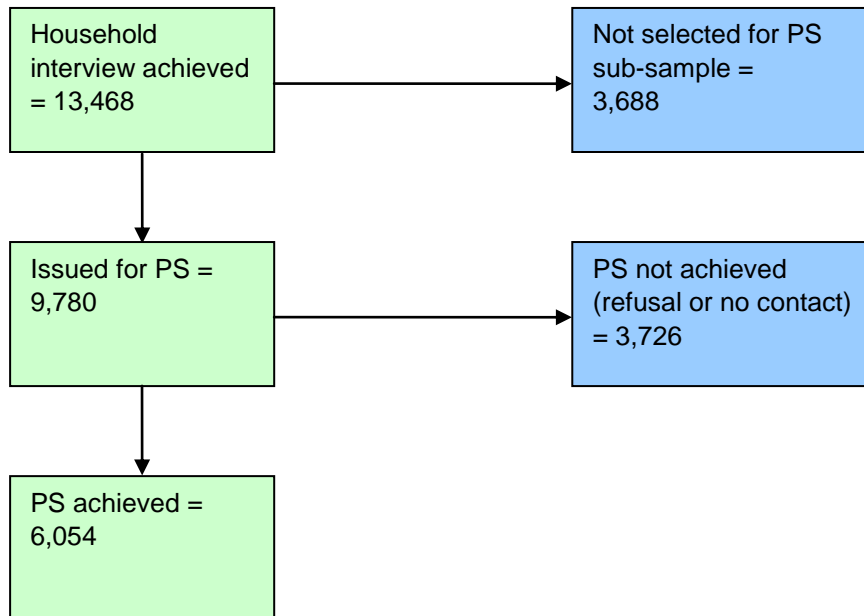 Household
interview achieved
= 13,468
Not selected for PS
sub-sample =
3,688
Issued for PS =
9,780
PS not achieved
(refusal or no contact)
= 3,726
PS achieved =
6,054